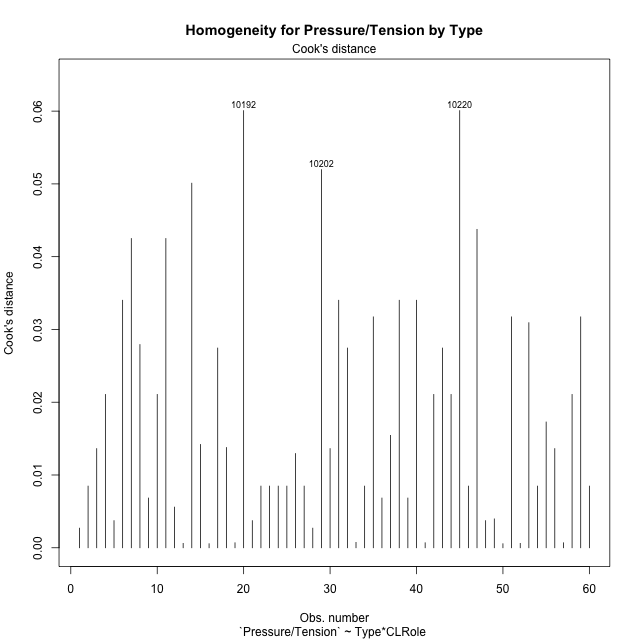 Homogeneity for Pressure/Tension by Type
Cook's distance
10192
10220
10202
0.06
0.05
0.04
0.03
0.02
0.01
0.00
Cook's distance
0 10 20 30 40 50 60
Obs. number
`Pressure/Tension` ~ Type*CLRole